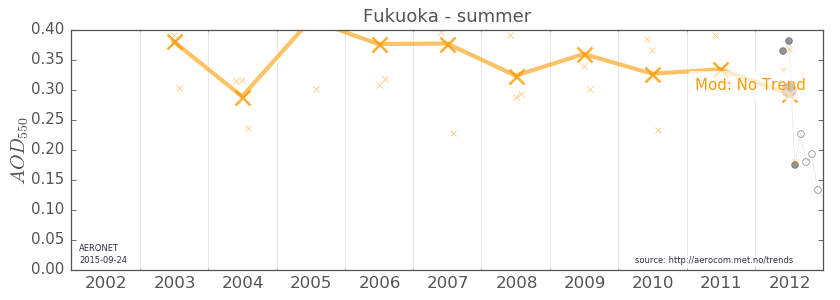 Fukuoka - summer
0.40
0.35
0.30
0.25
0.20
0.15
0.10
0.05
0.00
AOD550
Mod: No Trend
AERONET
2015-09-24
source: http://aerocom.met.no/trends
2002 2003 2004 2005 2006 2007 2008 2009 2010 2011 2012